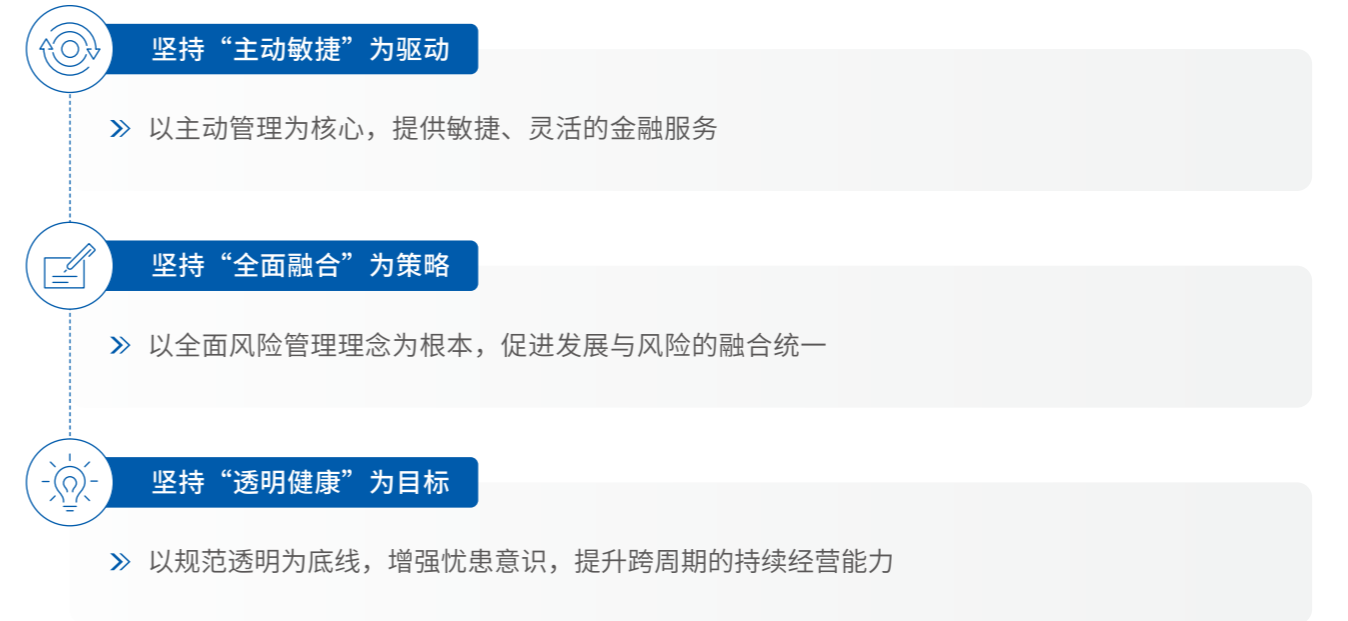 坚持“主动敏捷”为驱动
以主动管理为核心，提供敏捷、灵活的金融服务
坚持“全面融合”为策略
以全面风险管理理念为根本，促进发展与风险的融合统一
坚持“透明健康”为目标
以规范透明为底线，增强忧患意识，提升跨周期的持续经营能力